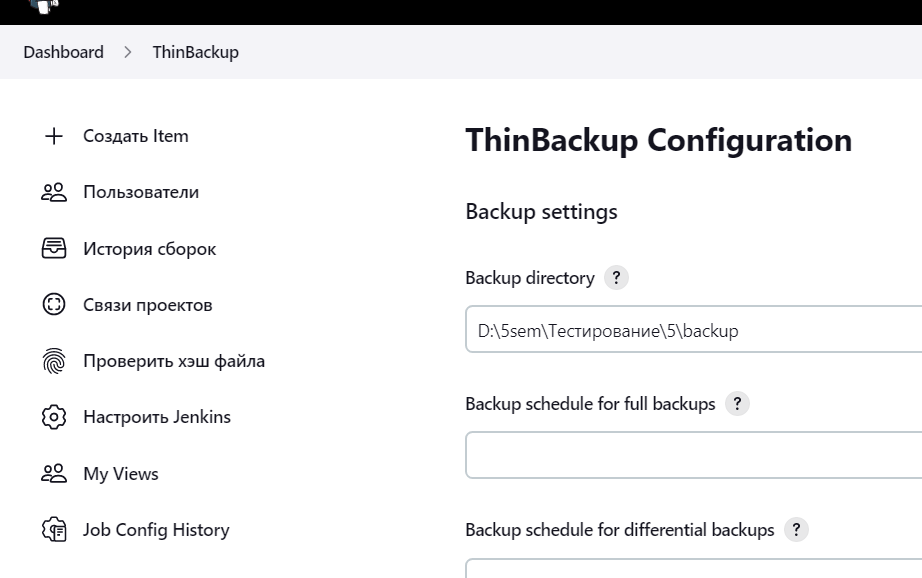 Dashboard > ThinBackup
Создать Item
Пользователи
История сборок
Связи проектов
Проверить хэш файла
Настроить Jenkins
My Views
Job Config History
ThinBackup Configuration
Backup settings
Backup directory ?
D:\5sem\Тестирование\5\backup
Backup schedule for full backups ?
Backup schedule for differential backups ?